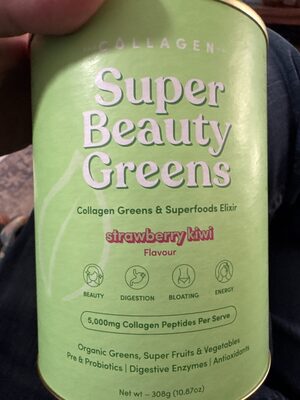 COLLAGEN
Super
Beauty
Greens
Collagen Greens & Superfoods Elixir
strawberry kiwi
Flavour
BEAUTY DIGESTION BLOATING ENERGY
5,000mg Collagen Peptides Per Serve
Organic Greens, Super Fruits & Vegetables
Pre & Probiotics | Digestive Enzymes | Antioxidants
Net wt – 308g (10.87oz)